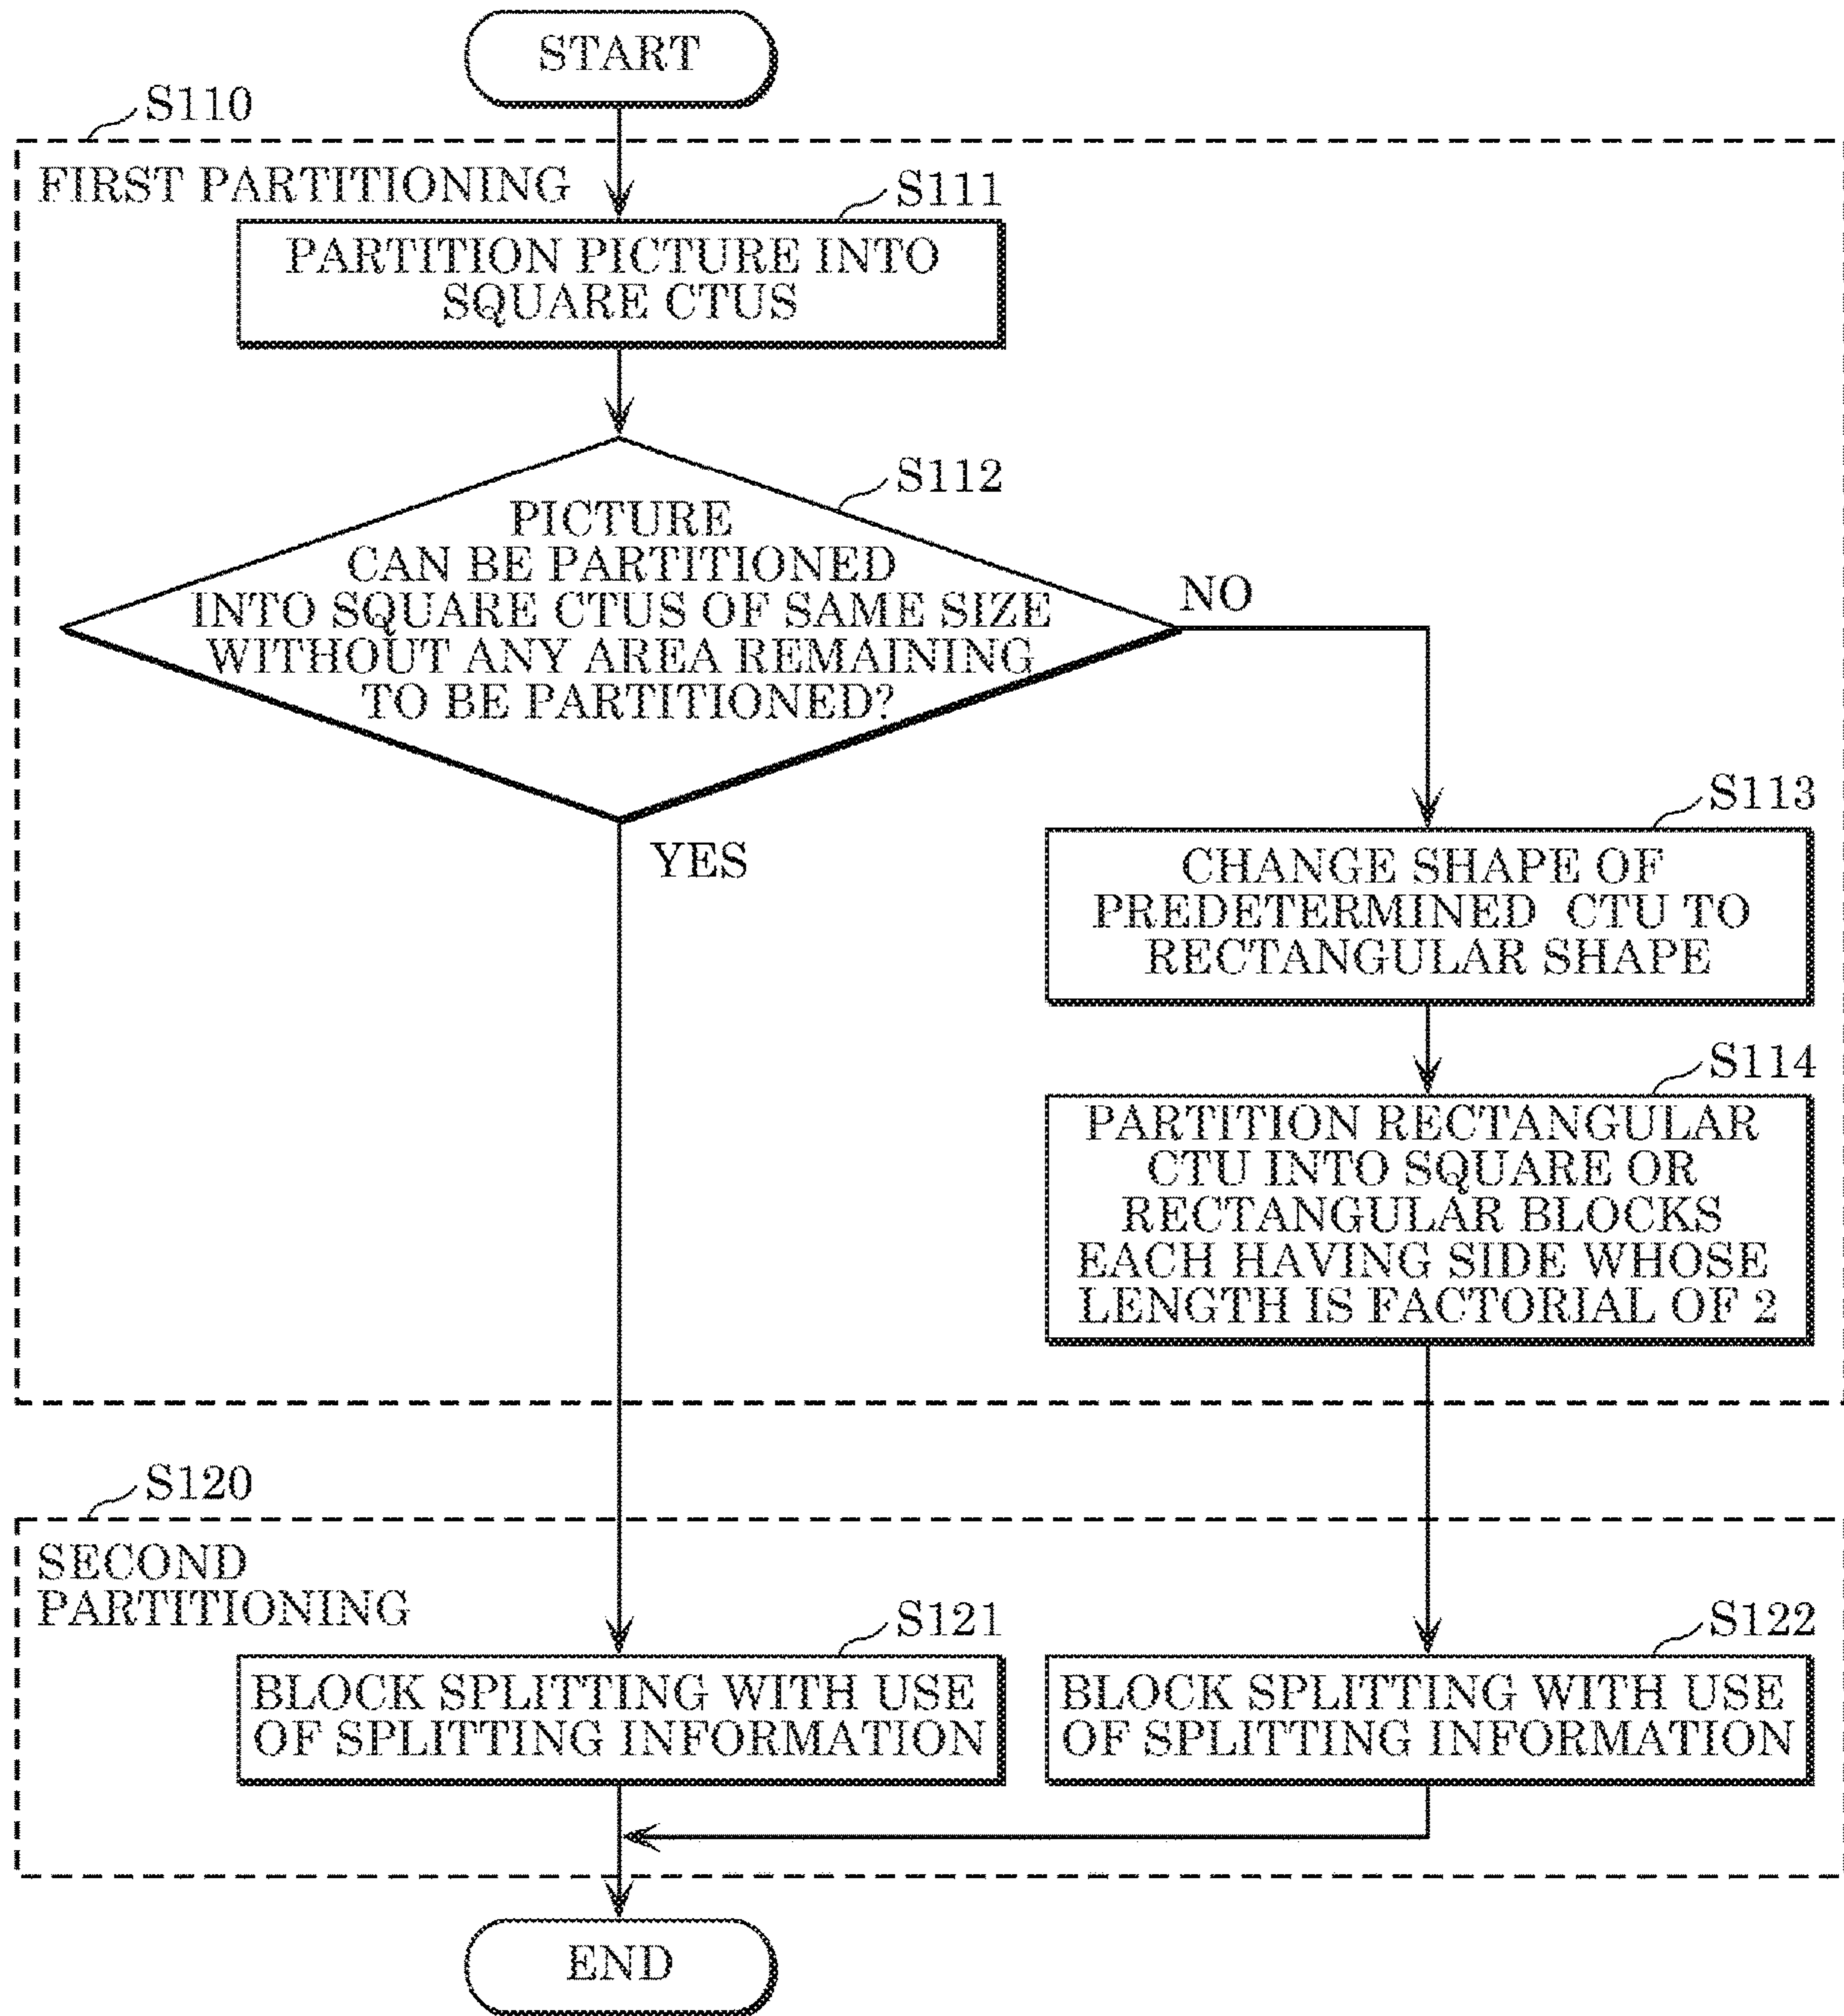 START
S110
FIRST PARTITIONING
S111
PARTITION PICTURE INTO
SQUARE CTUS
S112
PICTURE
CAN BE PARTITIONED
INTO SQUARE CTUS OF SAME SIZE
WITHOUT ANY AREA REMAINING
TO BE PARTITIONED?
NO
YES
S113
CHANGE SHAPE OF
PREDETERMINED CTU TO
RECTANGULAR SHAPE
S114
PARTITION RECTANGULAR
CTU INTO SQUARE OR
RECTANGULAR BLOCKS
EACH HAVING SIDE WHOSE
LENGTH IS FACTORIAL OF 2
S120
SECOND
PARTITIONING
S121
BLOCK SPLITTING WITH USE
OF SPLITTING INFORMATION
S122
BLOCK SPLITTING WITH USE
OF SPLITTING INFORMATION
END